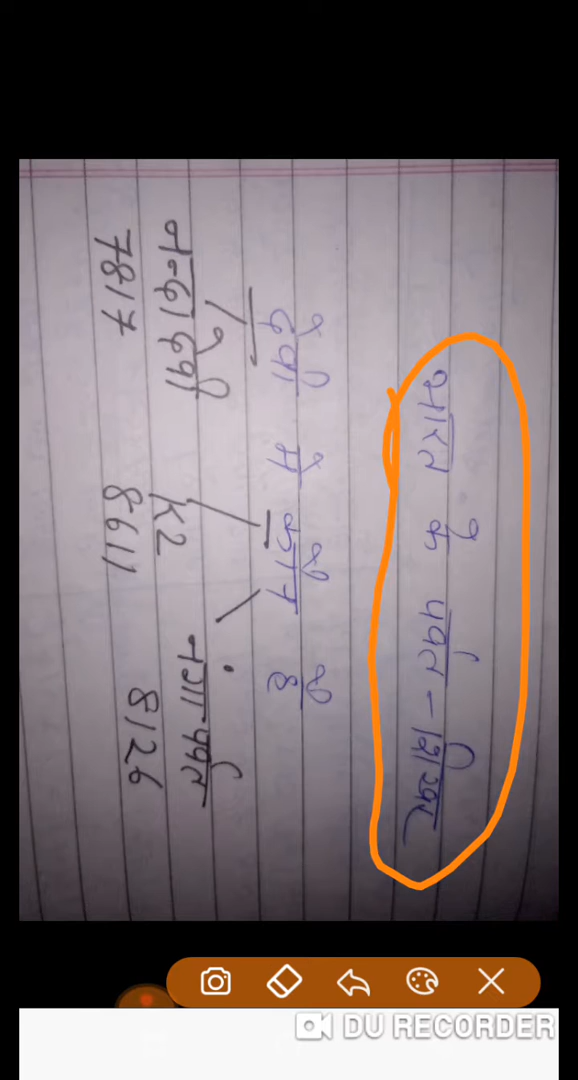 भारत के पर्वत - शिखर
देवी मे कौन है
नन्दा देवी K2 नंगा पर्वत
7817 8611 8126
DU RECORDER